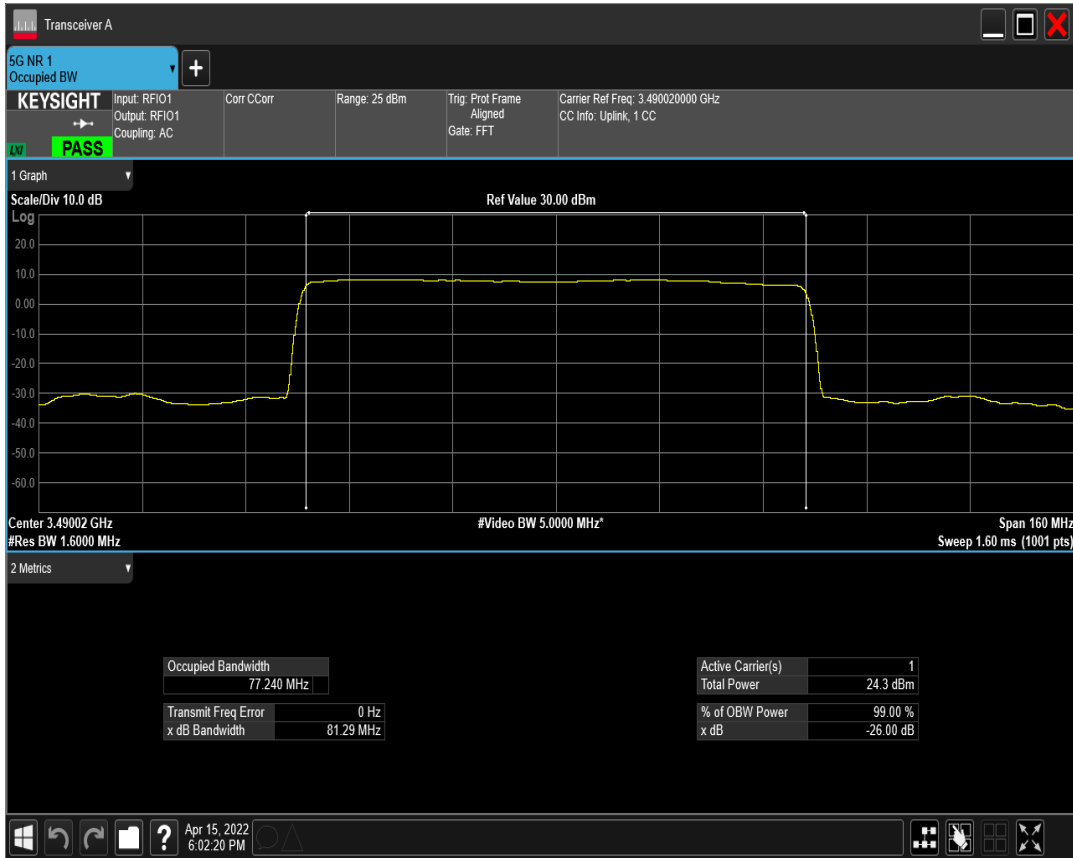 Transceiver A
5G NR 1
Occupied BW
KEYSIGHT
LXI
PASS
Input: RFIO1
Output: RFIO1
Coupling: AC
Corr CCorr
Range: 25 dBm
Trig: Prot Frame
Aligned
Gate: FFT
Carrier Ref Freq: 3.490020000 GHz
CC Info: Uplink, 1 CC
1 Graph
Scale/Div 10.0 dB
Ref Value 30.00 dBm
Log
20.0
10.0
0.00
-10.0
-20.0
-30.0
-40.0
-50.0
-60.0
Center 3.49002 GHz
#Video BW 5.0000 MHz*
Span 160 MHz
#Res BW 1.6000 MHz
Sweep 1.60 ms (1001 pts)
2 Metrics
Occupied Bandwidth
77.240 MHz
Transmit Freq Error 0 Hz
x dB Bandwidth 81.29 MHz
Active Carrier(s) 1
Total Power 24.3 dBm
% of OBW Power 99.00 %
x dB -26.00 dB
Apr 15, 2022
6:02:20 PM